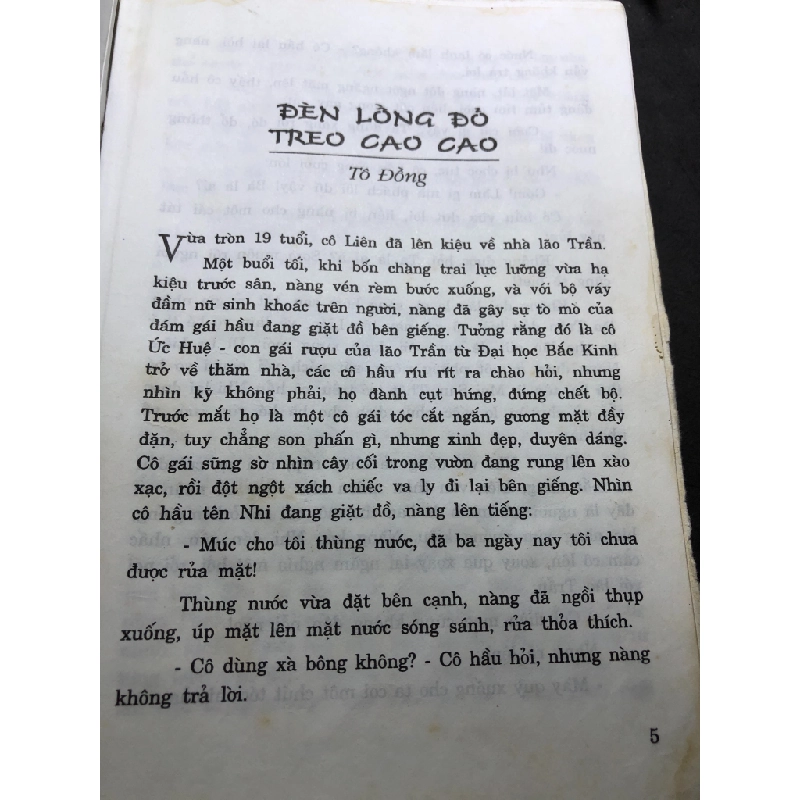 ĐÈN LỒNG ĐỎ
TREO CAO CAO
Tô Đồng
Vừa tròn 19 tuổi, cô Liên đã lên kiệu về nhà lão Trần.
Một buổi tối, khi bốn chàng trai lực lưỡng vừa hạ
kiệu trước sân, nàng vén rèm bước xuống, và với bộ váy
đầm nữ sinh khoác trên người, nàng đã gây sự tò mò của
đám gái hầu đang giặt đồ bên giếng. Tưởng rằng đó là cô
Ức Huệ - con gái rượu của lão Trần từ Đại học Bắc Kinh
trở về thăm nhà, các cô hầu ríu rít ra chào hỏi, nhưng
nhìn kỹ không phải, họ đành cụt hứng, đứng chết bộ.
Trước mắt họ là một cô gái tóc cắt ngắn, gương mặt đầy
đặn, tuy chẳng son phấn gì, nhưng xinh đẹp, duyên dáng.
Cô gái sững sờ nhìn cây cối trong vườn đang rung lên xào
xạc, rồi đột ngột xách chiếc va ly đi lại bên giếng. Nhìn
cô hầu tên Nhi đang giặt đồ, nàng lên tiếng:
- Múc cho tôi thùng nước, đã ba ngày nay tôi chưa
được rửa mặt!
Thùng nước vừa đặt bên cạnh, nàng đã ngồi thụp
xuống, úp mặt lên mặt nước sóng sánh, rửa thỏa thích.
- Cô dùng xà bông không? - Cô hầu hỏi, nhưng nàng
không trả lời.
5